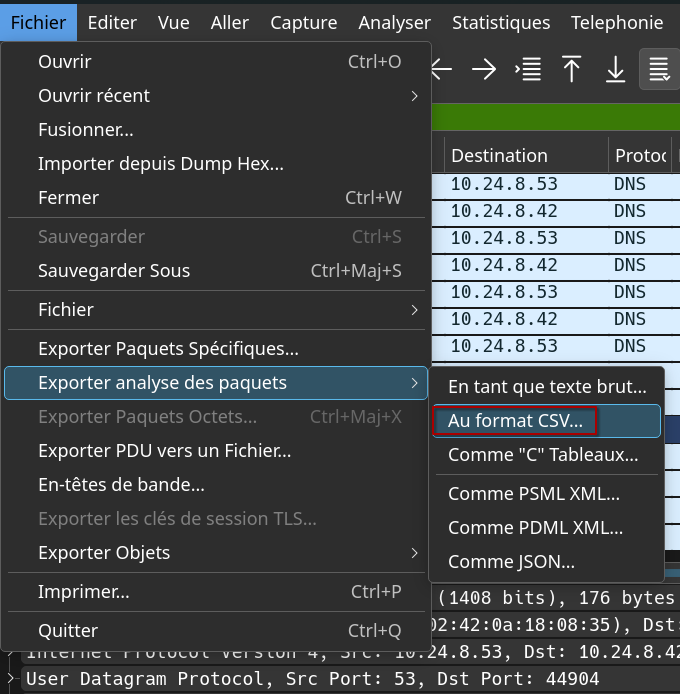 Fichier Editer Vue Aller Capture Analyser Statistiques Telephonie
Ouvrir Ctrl+O
Ouvrir récent
Fusionner...
Importer depuis Dump Hex...
Fermer Ctrl+W
Sauvegarder Ctrl+S
Sauvegarder Sous Ctrl+Maj+S
Fichier
Exporter Paquets Spécifiques...
Exporter analyse des paquets
Exporter Paquets Octets... Ctrl+Maj+X
Exporter PDU vers un Fichier...
En-têtes de bande...
Exporter les clés de session TLS...
Exporter Objets
Imprimer... Ctrl+P
Quitter Ctrl+Q
Destination Protoc
10.24.8.53 DNS
10.24.8.42 DNS
10.24.8.53 DNS
10.24.8.42 DNS
10.24.8.53 DNS
10.24.8.42 DNS
10.24.8.53 DNS
En tant que texte brut...
Au format CSV...
Comme "C" Tableaux...
Comme PSML XML...
Comme PDML XML...
Comme JSON...
(1408 bits), 176 bytes
02:42:0a:18:08:35), Dst:
Internet Protocol Version 4, Src: 10.24.8.53, Dst: 10.24.8.42
User Datagram Protocol, Src Port: 53, Dst Port: 44904